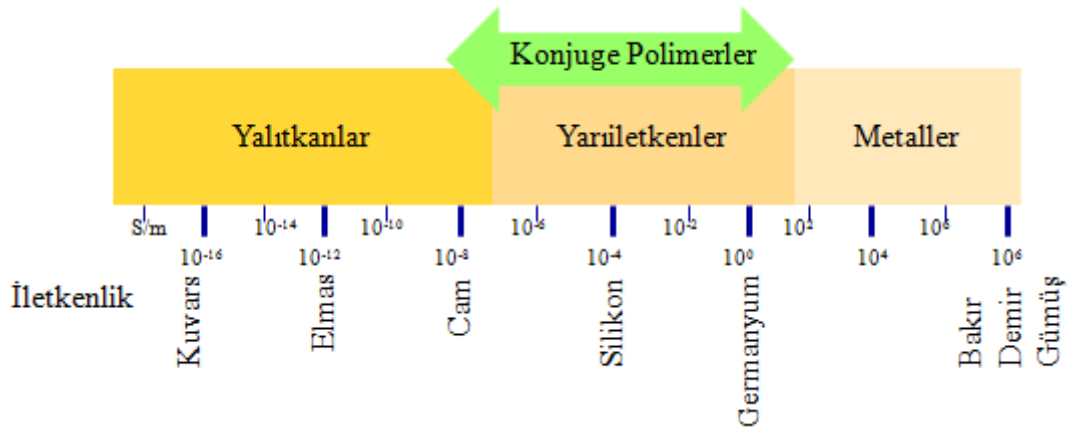 Konjuge Polimerler
Yalıtkanlar Yarıiletkenler Metaller
S/m 10⁻¹⁴ 10⁻¹⁰ 10⁻⁶ 10⁻² 10² 10⁶
10⁻¹⁶ 10⁻¹² 10⁻⁸ 10⁻⁴ 10⁰ 10⁴ 10⁶
İletkenlik
Kuvars
Elmas
Cam
Silikon
Germanyum
Bakır
Demir
Gümüş